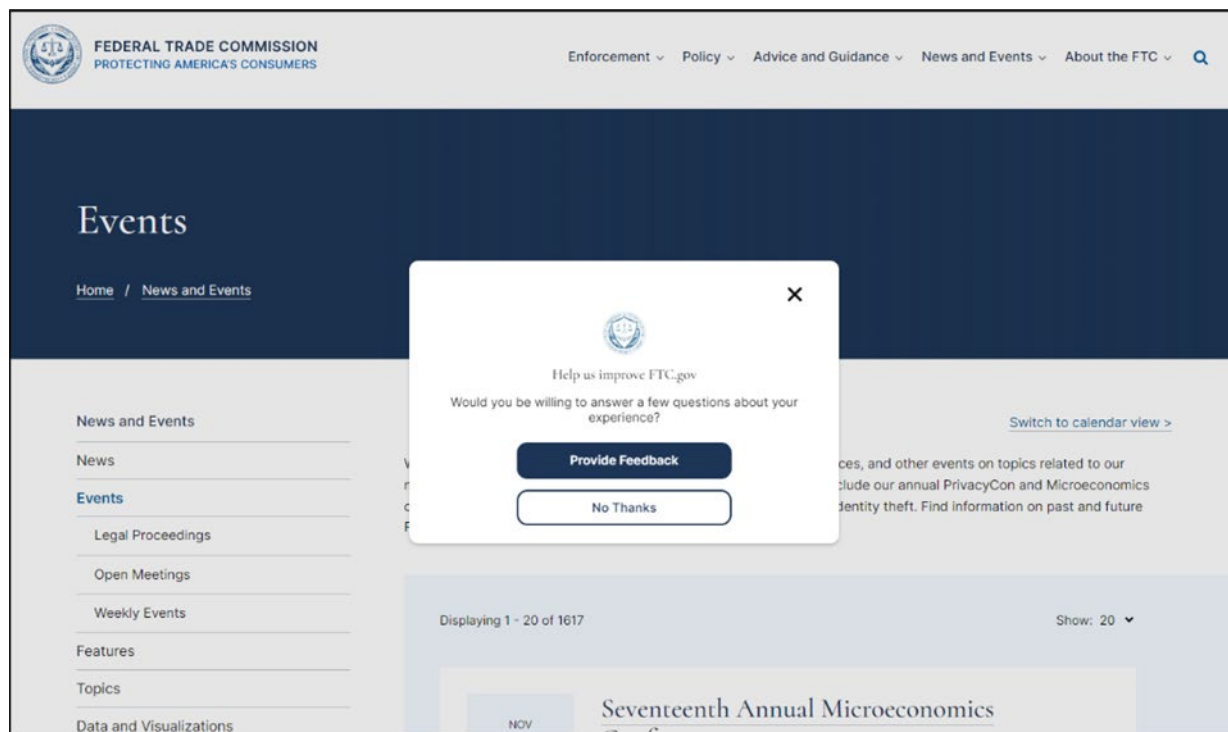 FEDERAL TRADE COMMISSION
PROTECTING AMERICA'S CONSUMERS
Enforcement Policy Advice and Guidance News and Events About the FTC
Events
Home / News and Events
Help us improve FTC.gov
Would you be willing to answer a few questions about your
experience?
Provide Feedback
No Thanks
News and Events
News
Events
Legal Proceedings
Open Meetings
Weekly Events
Features
Topics
Data and Visualizations
Switch to calendar view >
and other events on topics related to our
our annual PrivacyCon and Microeconomics
identity theft. Find information on past and future
Displaying 1 - 20 of 1617
Show: 20
NOV
Seventeenth Annual Microeconomics